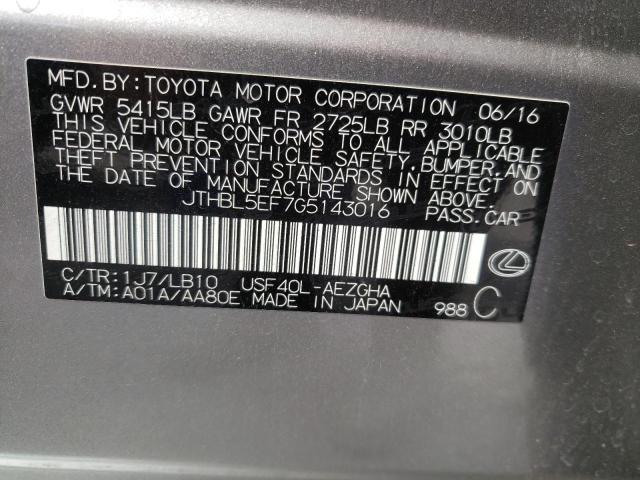 MFD.BY:TOYOTA MOTOR CORPORATION 06/16
GVWR 5415LB GAWR FR 2725LB RR 3010LB
THIS VEHICLE CONFORMS TO ALL APPLICABLE
FEDERAL MOTOR VEHICLE SAFETY,BUMPER,AND
THEFT PREVENTION STANDARDS IN EFFECT ON
THE DATE OF MANUFACTURE SHOWN ABOVE.
JTHBL5EF7G5143016 PASS.CAR
C/TR:1J7/LB10 USF40L-AEZGHA
A/TM:A01A/AA80E MADE IN JAPAN 988 C